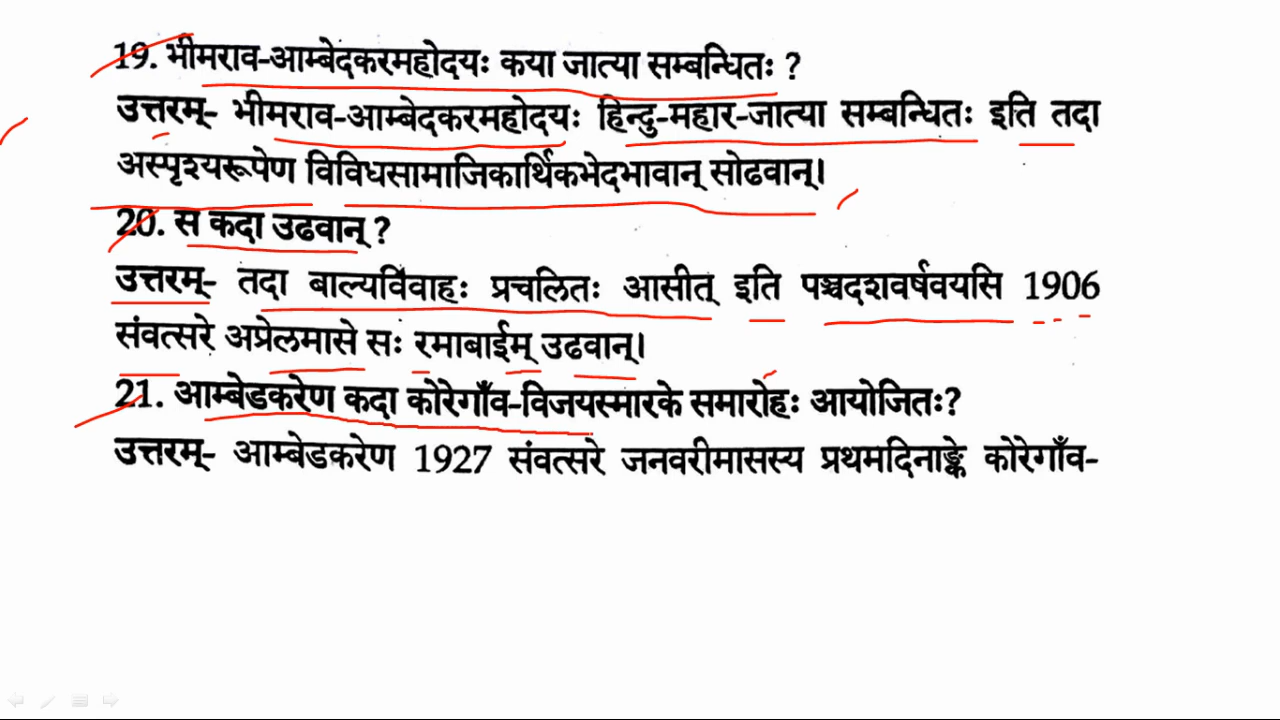 19. भीमराव-आम्बेदकरमहोदयः कया जात्या सम्बन्धितः ?
उत्तरम्- भीमराव-आम्बेदकरमहोदयः हिन्दु-महार-जात्या सम्बन्धितः इति तदा
अस्पृश्यरूपेण विविधसामाजिकार्थिकभेदभावान् सोढवान्।
20. स कदा उढवान् ?
उत्तरम्- तदा बाल्यविवाहः प्रचलितः आसीत् इति पञ्चदशवर्षवयसि 1906
संवत्सरे अप्रेलमासे सः रमाबाईम् उढवान्।
21. आम्बेडकरेण कदा कोरेगाँव-विजयस्मारके समारोहः आयोजितः?
उत्तरम्- आम्बेडकरेण 1927 संवत्सरे जनवरीमासस्य प्रथमदिनाङ्के कोरेगाँव-